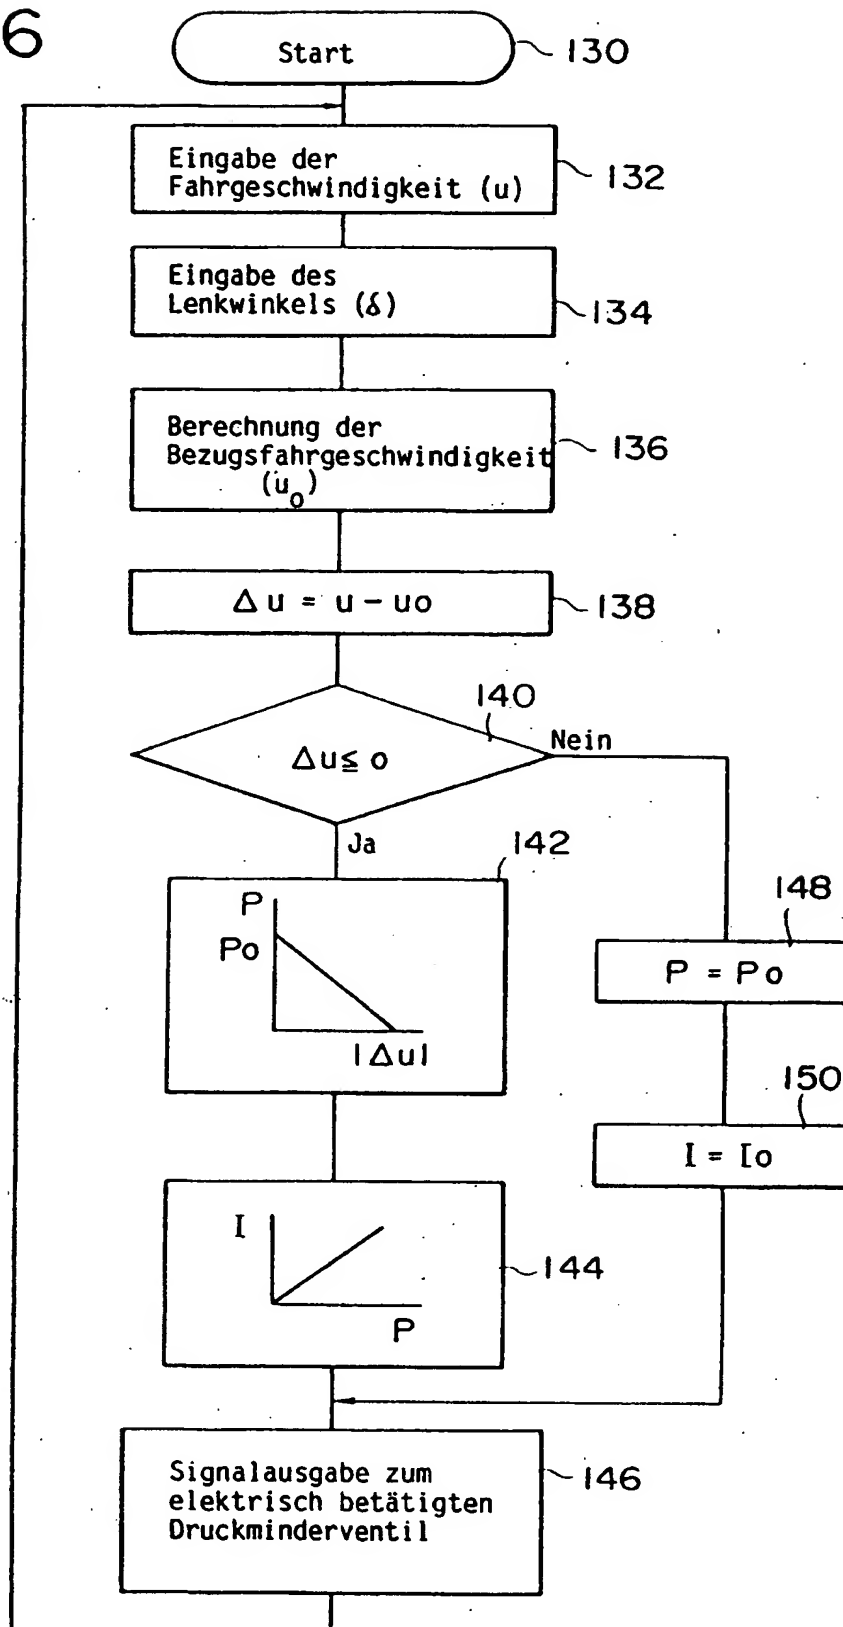 6
Start
130
Eingabe der
Fahrgeschwindigkeit (u)
132
Eingabe des
Lenkwinkels (δ)
134
Berechnung der
Bezugsfahrgeschwindigkeit
(u₀)
136
Δu = u − uo
138
140
Δu ≦ o
Nein
Ja
142
P
Po
|Δu|
148
P = Po
150
I = Io
I
P
144
Signalausgabe zum
elektrisch betätigten
Druckminderventil
146